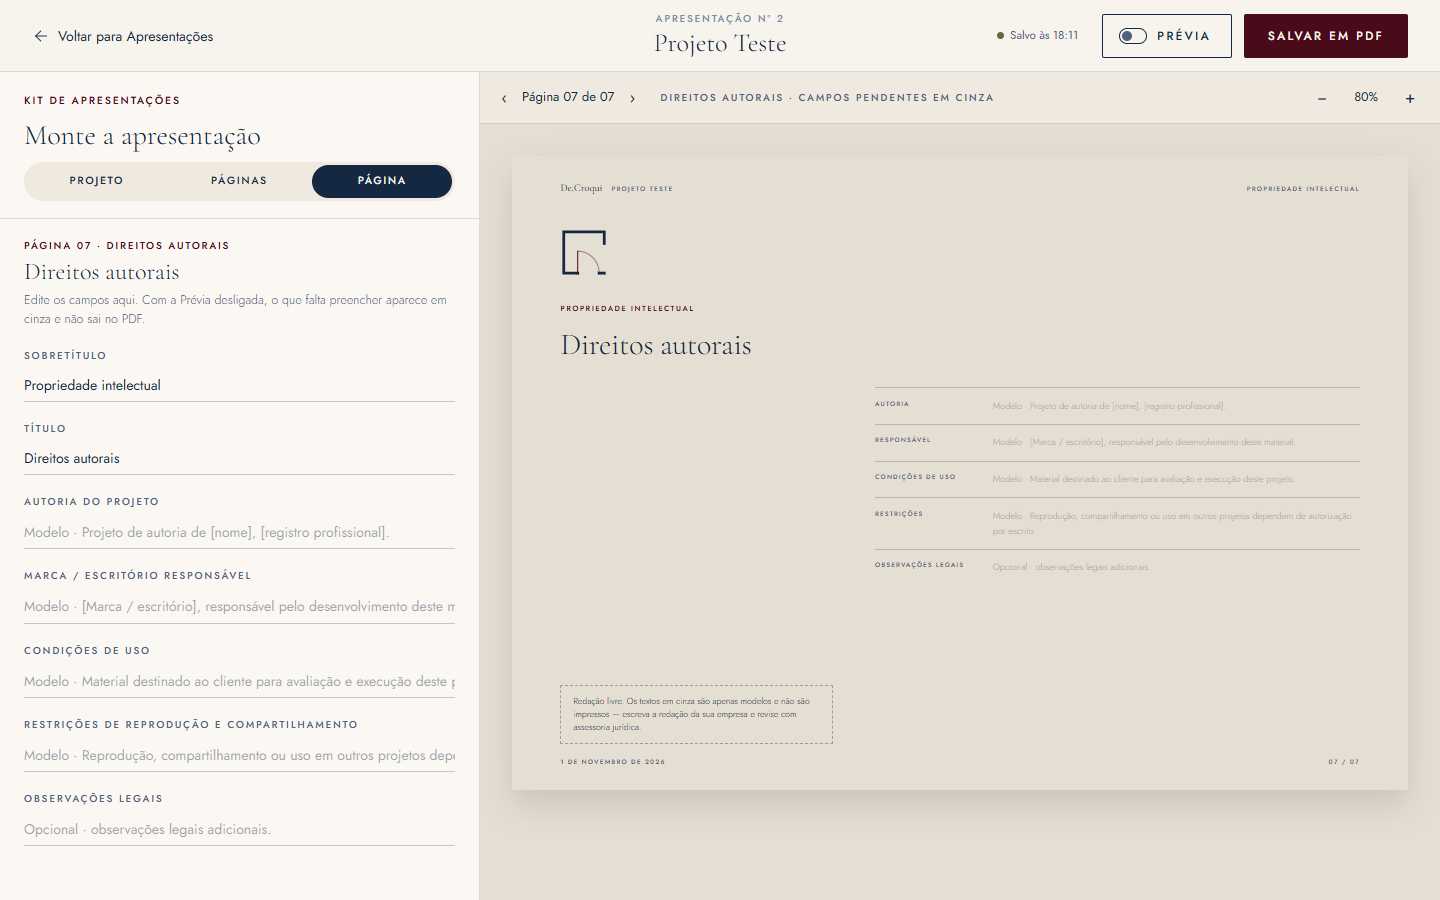 Voltar para Apresentações
APRESENTAÇÃO Nº 2
Projeto Teste
Salvo às 18:11
PRÉVIA
SALVAR EM PDF
KIT DE APRESENTAÇÕES
Monte a apresentação
PROJETO
PÁGINAS
PÁGINA
PÁGINA 07 · DIREITOS AUTORAIS
Direitos autorais
Edite os campos aqui. Com a Prévia desligada, o que falta preencher aparece em
cinza e não sai no PDF.
SOBRETÍTULO
Propriedade intelectual
TÍTULO
Direitos autorais
AUTORIA DO PROJETO
Modelo · Projeto de autoria de [nome], [registro profissional].
MARCA / ESCRITÓRIO RESPONSÁVEL
Modelo · [Marca / escritório], responsável pelo desenvolvimento deste m
CONDIÇÕES DE USO
Modelo · Material destinado ao cliente para avaliação e execução deste p
RESTRIÇÕES DE REPRODUÇÃO E COMPARTILHAMENTO
Modelo · Reprodução, compartilhamento ou uso em outros projetos depe
OBSERVAÇÕES LEGAIS
Opcional · observações legais adicionais.
‹ Página 07 de 07 ›
DIREITOS AUTORAIS · CAMPOS PENDENTES EM CINZA
− 80% +
De.Croqui PROJETO TESTE
PROPRIEDADE INTELECTUAL
PROPRIEDADE INTELECTUAL
Direitos autorais
AUTORIA
Modelo · Projeto de autoria de [nome], [registro profissional].
RESPONSÁVEL
Modelo · [Marca / escritório], responsável pelo desenvolvimento deste material.
CONDIÇÕES DE USO
Modelo · Material destinado ao cliente para avaliação e execução deste projeto.
RESTRIÇÕES
Modelo · Reprodução, compartilhamento ou uso em outros projetos dependem de autorização
por escrito.
OBSERVAÇÕES LEGAIS
Opcional · observações legais adicionais.
Redação livre. Os textos em cinza são apenas modelos e não são
impressos — escreva a redação da sua empresa e revise com
assessoria jurídica.
1 DE NOVEMBRO DE 2026
07 / 07